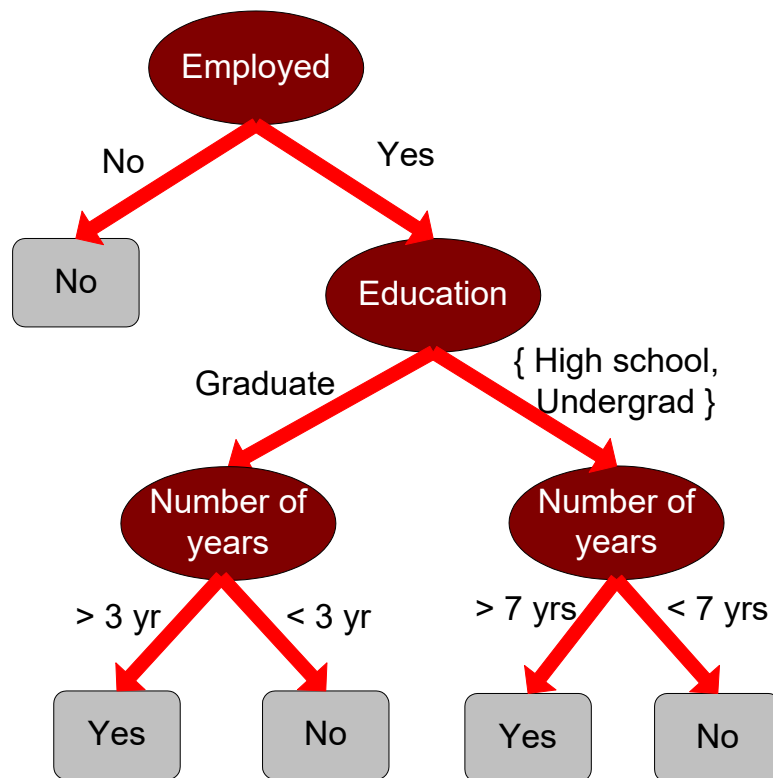 Employed
No
Yes
No
Education
Graduate
{ High school,
Undergrad }
Number of
years
Number of
years
> 3 yr
< 3 yr
> 7 yrs
< 7 yrs
Yes
No
Yes
No